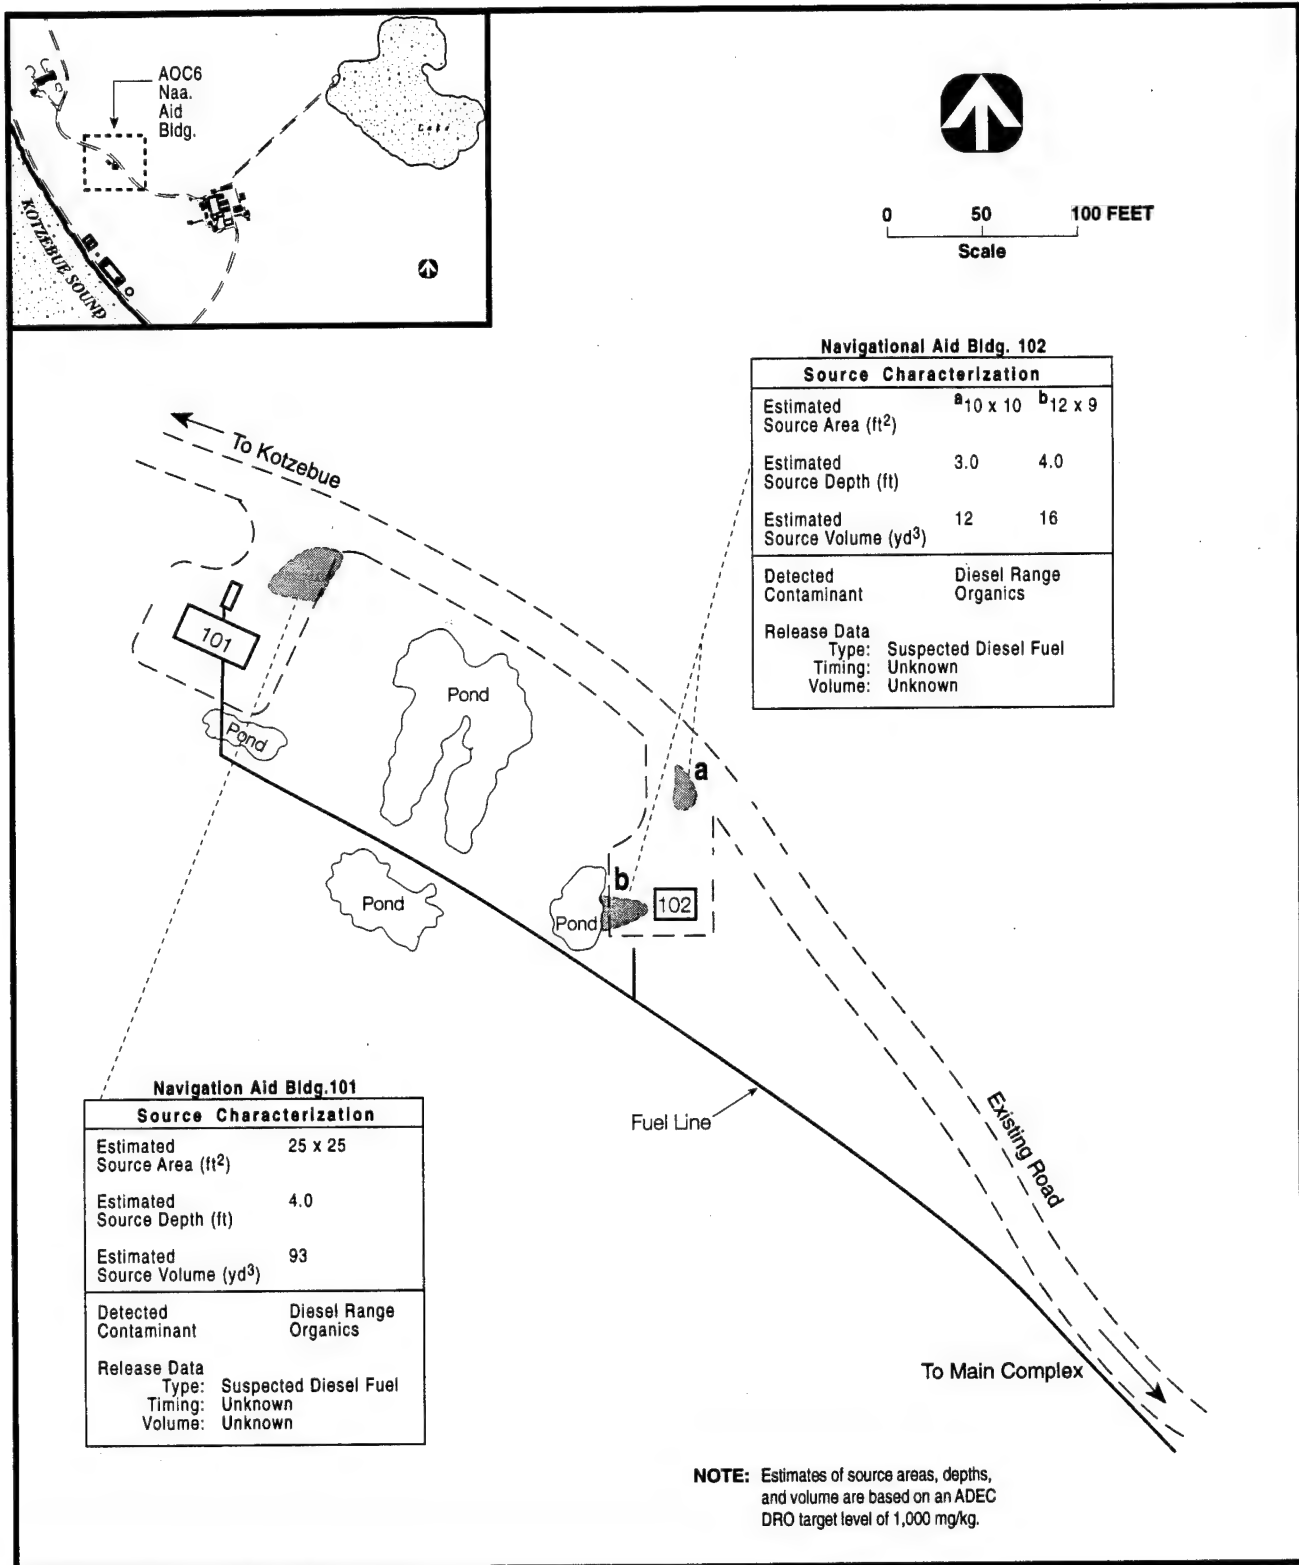 AOC6
Naa.
Aid
Bldg.
Lake
KOTZEBUE SOUND
0 50 100 FEET
Scale
Navigational Aid Bldg. 102
Source Characterization
Estimated a10 x 10 b12 x 9
Source Area (ft²)
Estimated 3.0 4.0
Source Depth (ft)
Estimated 12 16
Source Volume (yd³)
Detected Diesel Range
Contaminant Organics
Release Data
Type: Suspected Diesel Fuel
Timing: Unknown
Volume: Unknown
To Kotzebue
101
Pond
Pond
a
b
102
Pond
Pond
Navigation Aid Bldg.101
Source Characterization
Estimated 25 x 25
Source Area (ft²)
Estimated 4.0
Source Depth (ft)
Estimated 93
Source Volume (yd³)
Detected Diesel Range
Contaminant Organics
Release Data
Type: Suspected Diesel Fuel
Timing: Unknown
Volume: Unknown
Fuel Line
Existing Road
To Main Complex
NOTE: Estimates of source areas, depths,
and volume are based on an ADEC
DRO target level of 1,000 mg/kg.